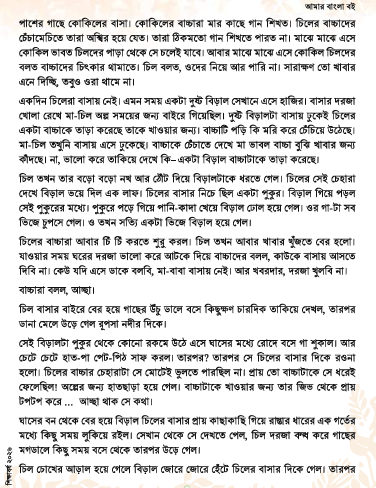 আমার বাংলা বই
পাশের গাছে কোকিলের বাসা। কোকিলের বাচ্চারা মার কাছে গান শিখত। চিলের বাচ্চাদের
চেঁচামেচিতে তারা অস্থির হয়ে যেত। তারা ঠিকমতো গান শিখতে পারত না। মাঝে মাঝে এসে
কোকিল ভাবত চিলদের পাড়া থেকে সে চলেই যাবে। আবার মাঝে মাঝে এসে কোকিল চিলদের
বলত বাচ্চাদের চিৎকার থামাতে। চিল বলত, ওদের নিয়ে আর পারি না। সারাক্ষণ তো খাবার
এনে দিচ্ছি, তবুও ওরা থামে না।
একদিন চিলেরা বাসায় নেই। এমন সময় একটা দুষ্ট বিড়াল সেখানে এসে হাজির। বাসার দরজা
খোলা রেখে মা-চিল অল্প সময়ের জন্য বাইরে গিয়েছিল। দুষ্ট বিড়ালটা বাসায় ঢুকেই চিলের
একটা বাচ্চাকে তাড়া করেছে তাকে খাওয়ার জন্য। বাচ্চাটি পড়ি কি মরি করে চেঁচিয়ে উঠেছে।
মা-চিল তখুনি বাসায় এসে ঢুকেছে। বাচ্চাকে চেঁচাতে দেখে মা ভাবল বাচ্চা বুঝি খাবার জন্য
কাঁদছে। না, ভালো করে তাকিয়ে দেখে কি– একটা বিড়াল বাচ্চাটাকে তাড়া করেছে।
চিল তখন তার বড়ো বড়ো নখ আর ঠোঁট দিয়ে বিড়ালটাকে ধরতে গেল। চিলের সেই চেহারা
দেখে বিড়াল ভয়ে দিল এক লাফ। চিলের বাসার নিচে ছিল একটা পুকুর। বিড়াল গিয়ে পড়ল
সেই পুকুরের মধ্যে। পুকুরে পড়ে গিয়ে পানি-কাদা খেয়ে বিড়াল ঢোল হয়ে গেল। ওর গা-টা সব
ভিজে চুপসে গেল। ও তখন সত্যি একটা ভিজে বিড়াল হয়ে গেল।
চিলের বাচ্চারা আবার চিঁ চিঁ করতে শুরু করল। চিল তখন আবার খাবার খুঁজতে বের হলো।
যাওয়ার সময় ঘরের দরজা ভালো করে আটকে দিয়ে বাচ্চাদের বলল, কাউকে বাসায় আসতে
দিবি না। কেউ যদি এসে ডাকে বলবি, মা-বাবা বাসায় নেই। আর খবরদার, দরজা খুলবি না।
বাচ্চারা বলল, আচ্ছা।
চিল বাসার বাইরে বের হয়ে গাছের উঁচু ডালে বসে কিছুক্ষণ চারদিক তাকিয়ে দেখল, তারপর
ডানা মেলে উড়ে গেল রূপসা নদীর দিকে।
সেই বিড়ালটা পুকুর থেকে কোনো রকমে উঠে এসে ঘাসের মধ্যে রোদে বসে গা শুকাল। আর
চেটে চেটে হাত-পা পেট-পিঠ সাফ করল। তারপর? তারপর সে চিলের বাসার দিকে রওনা
হলো। চিলের বাচ্চার চেহারাটা সে মোটেই ভুলতে পারছিল না। প্রায় তো বাচ্চাটাকে সে ধরেই
ফেলেছিল! অল্পের জন্য হাতছাড়া হয়ে গেল। বাচ্চাটাকে খাওয়ার জন্য তার জিভ থেকে প্রায়
টপটপ করে ... আচ্ছা থাক সে কথা।
ঘাসের বন থেকে বের হয়ে বিড়াল চিলের বাসার প্রায় কাছাকাছি গিয়ে রাস্তার ধারের এক গর্তের
মধ্যে কিছু সময় লুকিয়ে রইল। সেখান থেকে সে দেখতে পেল, চিল দরজা বন্ধ করে গাছের
মগডালে কিছু সময় বসে থেকে তারপর উড়ে গেল।
চিল চোখের আড়াল হয়ে গেলে বিড়াল জোরে জোরে হেঁটে চিলের বাসার দিকে গেল। তারপর
শিক্ষাবর্ষ ২০২৬